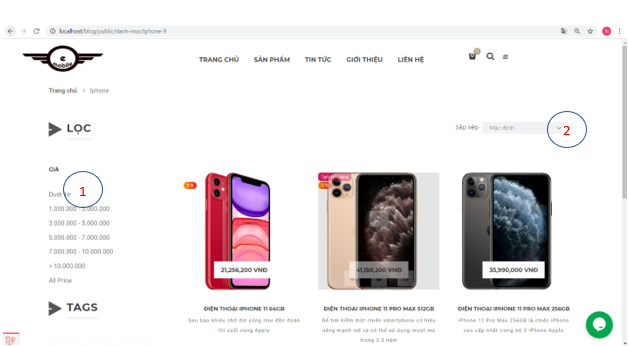 localhost/blog/public/danh-muc/iphone-9
e
mobile
TRANG CHỦ SẢN PHẨM TIN TỨC GIỚI THIỆU LIÊN HỆ
Trang chủ > Iphone
LỌC
Sắp xếp Mặc định
2
GIÁ
1
1.000.000 - 3.000.000
3.000.000 - 5.000.000
5.000.000 - 7.000.000
7.000.000 - 10.000.000
> 10.000.000
All Price
TAGS
21,256,200 VNĐ
41,150,200 VNĐ
35,990,000 VNĐ
ĐIỆN THOẠI IPHONE 11 64GB
Sau bao nhiêu chờ đợi cũng như đồn đoán
thì cuối cùng Apple
ĐIỆN THOẠI IPHONE 11 PRO MAX 512GB
Để tìm kiếm một chiếc smartphone có hiệu
năng mạnh mẽ và có thể sử dụng mượt mà
trong 2-3 năm
ĐIỆN THOẠI IPHONE 11 PRO MAX 256GB
iPhone 11 Pro Max 256GB là chiếc iPhone
cao cấp nhất trong bộ 3 iPhone Apple